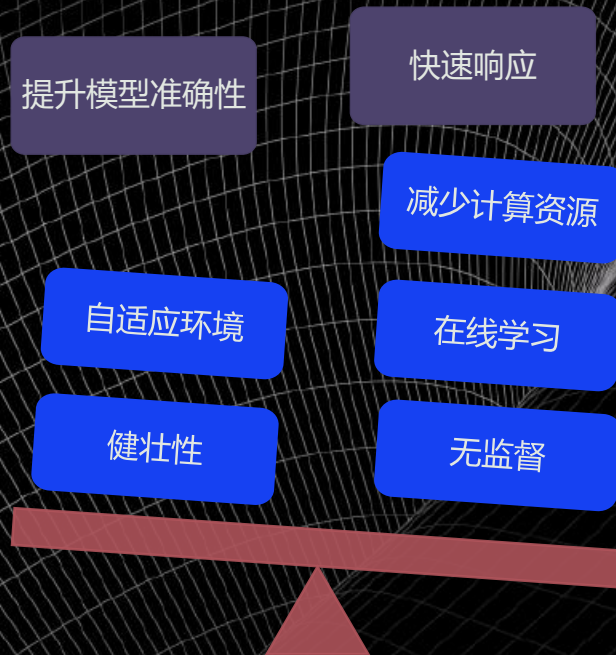 提升模型准确性
快速响应
减少计算资源
自适应环境
在线学习
健壮性
无监督